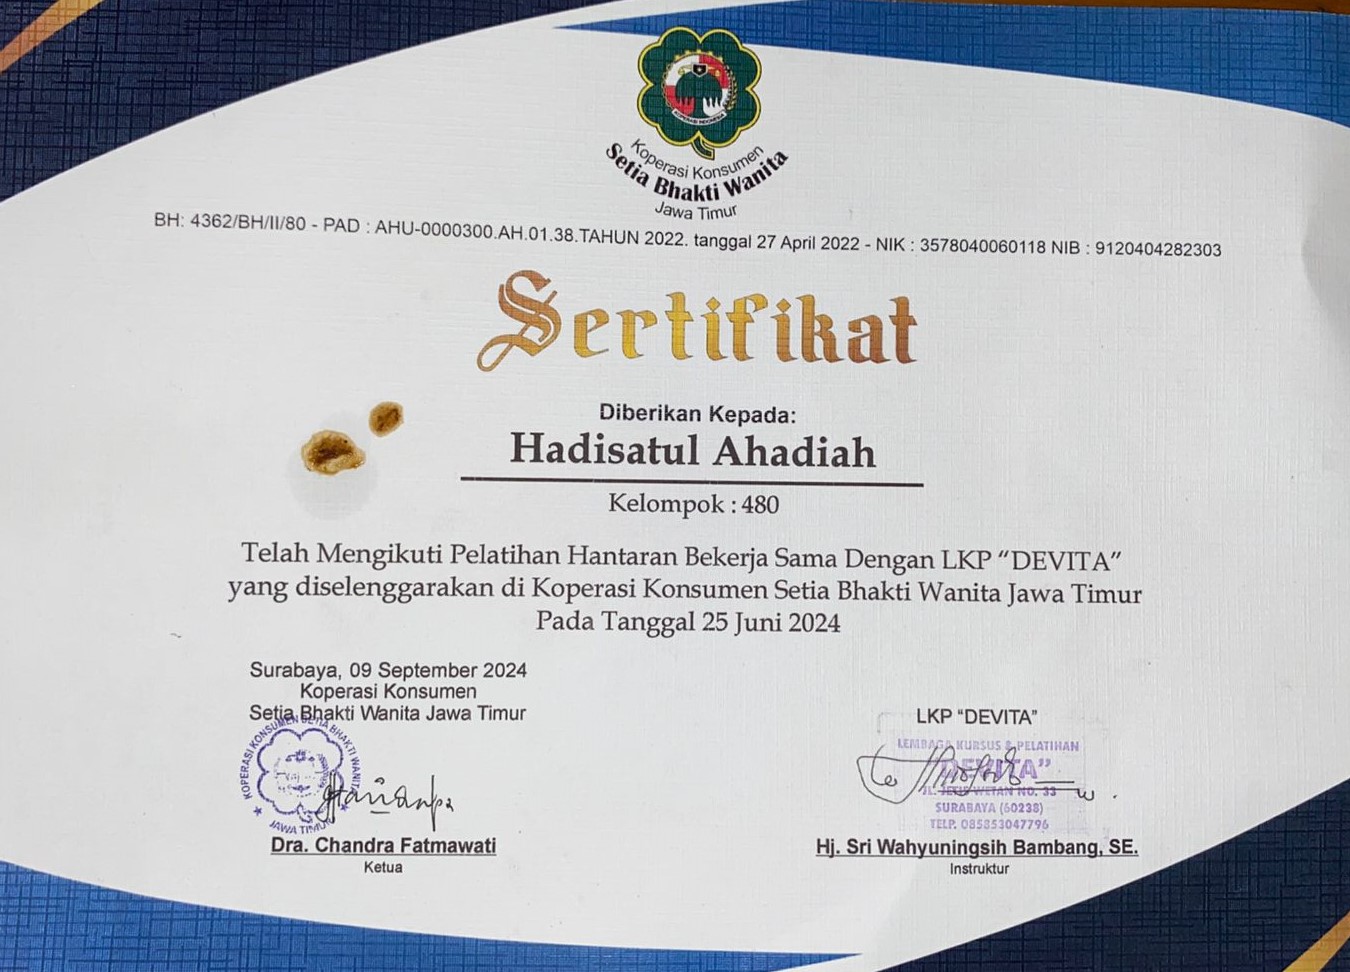 Koperasi Konsumen
Setia Bhakti Wanita
Jawa Timur
BH: 4362/BH/II/80 - PAD : AHU-0000300.AH.01.38.TAHUN 2022. tanggal 27 April 2022 - NIK : 3578040060118 NIB : 9120404282303
Sertifikat
Diberikan Kepada:
Hadisatul Ahadiah
Kelompok : 480
Telah Mengikuti Pelatihan Hantaran Bekerja Sama Dengan LKP “DEVITA”
yang diselenggarakan di Koperasi Konsumen Setia Bhakti Wanita Jawa Timur
Pada Tanggal 25 Juni 2024
Surabaya, 09 September 2024
Koperasi Konsumen
Setia Bhakti Wanita Jawa Timur
KOPERASI KONSUMEN SETIA BHAKTI WANITA
JAWA TIMUR
Dra. Chandra Fatmawati
Ketua
LKP “DEVITA”
LEMBAGA KURSUS & PELATIHAN
"DEVITA"
WETAN NO. 33
SURABAYA (60238)
TELP. 085853047796
Hj. Sri Wahyuningsih Bambang, SE.
Instruktur